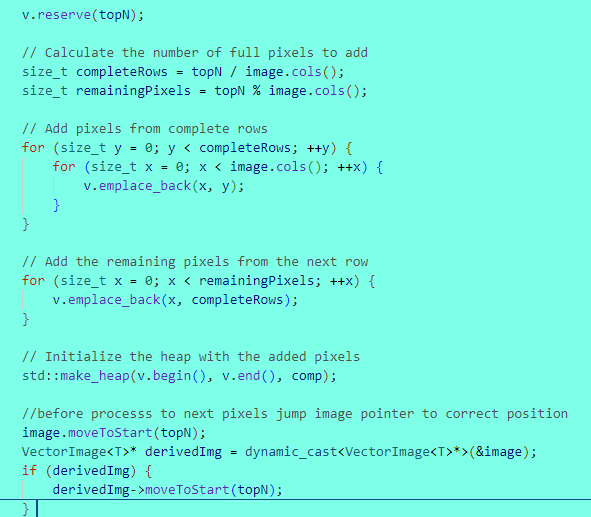 v.reserve(topN);
// Calculate the number of full pixels to add
size_t completeRows = topN / image.cols();
size_t remainingPixels = topN % image.cols();
// Add pixels from complete rows
for (size_t y = 0; y < completeRows; ++y) {
for (size_t x = 0; x < image.cols(); ++x) {
v.emplace_back(x, y);
}
}
// Add the remaining pixels from the next row
for (size_t x = 0; x < remainingPixels; ++x) {
v.emplace_back(x, completeRows);
}
// Initialize the heap with the added pixels
std::make_heap(v.begin(), v.end(), comp);
//before processs to next pixels jump image pointer to correct position
image.moveToStart(topN);
VectorImage<T>* derivedImg = dynamic_cast<VectorImage<T>*>(&image);
if (derivedImg) {
derivedImg->moveToStart(topN);
}